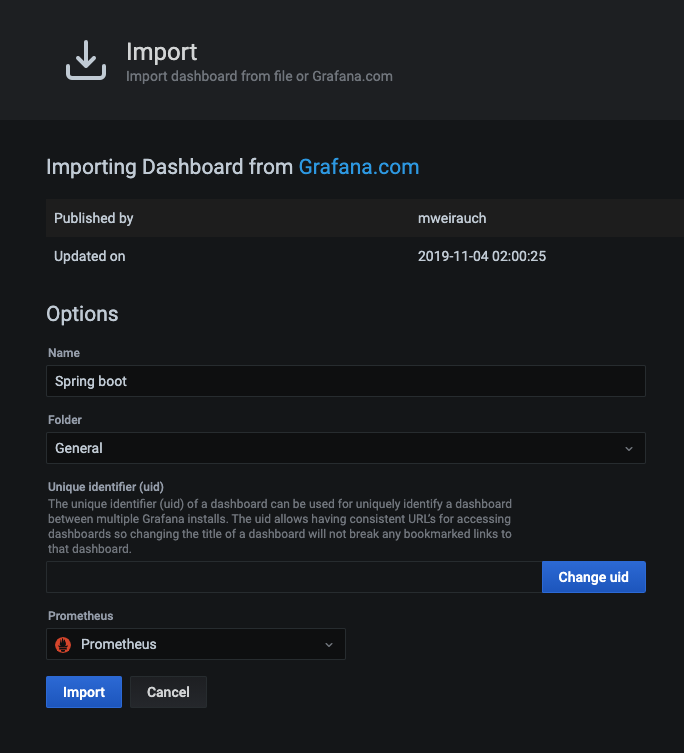 Import
Import dashboard from file or Grafana.com
Importing Dashboard from Grafana.com
Published by mweirauch
Updated on 2019-11-04 02:00:25
Options
Name
Spring boot
Folder
General
Unique identifier (uid)
The unique identifier (uid) of a dashboard can be used for uniquely identify a dashboard
between multiple Grafana installs. The uid allows having consistent URL's for accessing
dashboards so changing the title of a dashboard will not break any bookmarked links to
that dashboard.
Change uid
Prometheus
Prometheus
Import Cancel